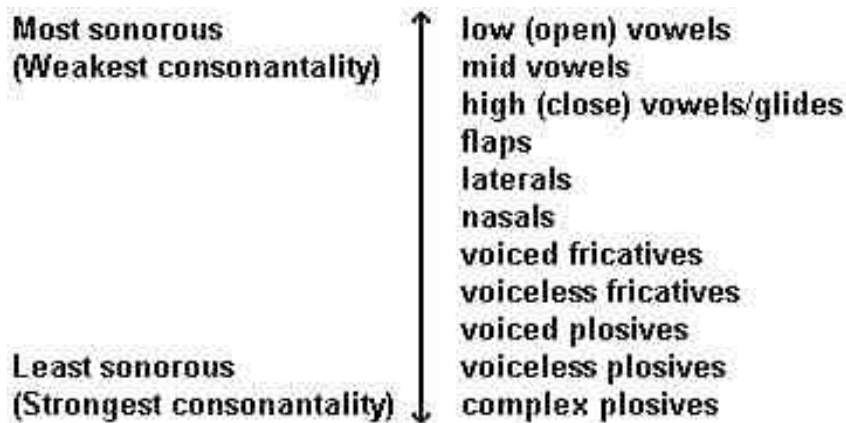 Most sonorous
(Weakest consonantality)
low (open) vowels
mid vowels
high (close) vowels/glides
flaps
laterals
nasals
voiced fricatives
voiceless fricatives
voiced plosives
voiceless plosives
complex plosives
Least sonorous
(Strongest consonantality)